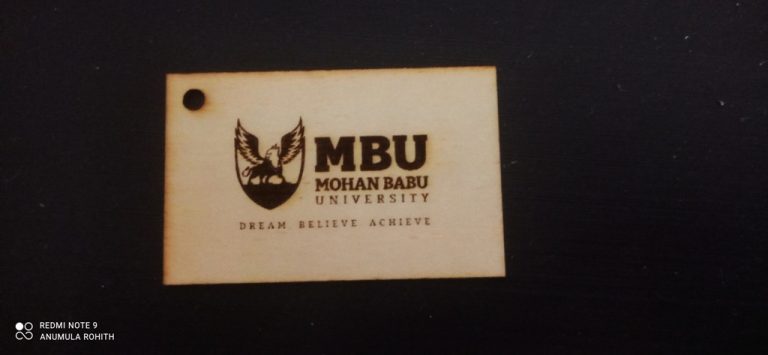 MBU
MOHAN BABU
UNIVERSITY
DREAM BELIEVE ACHIEVE
REDMI NOTE 9
ANUMULA ROHITH